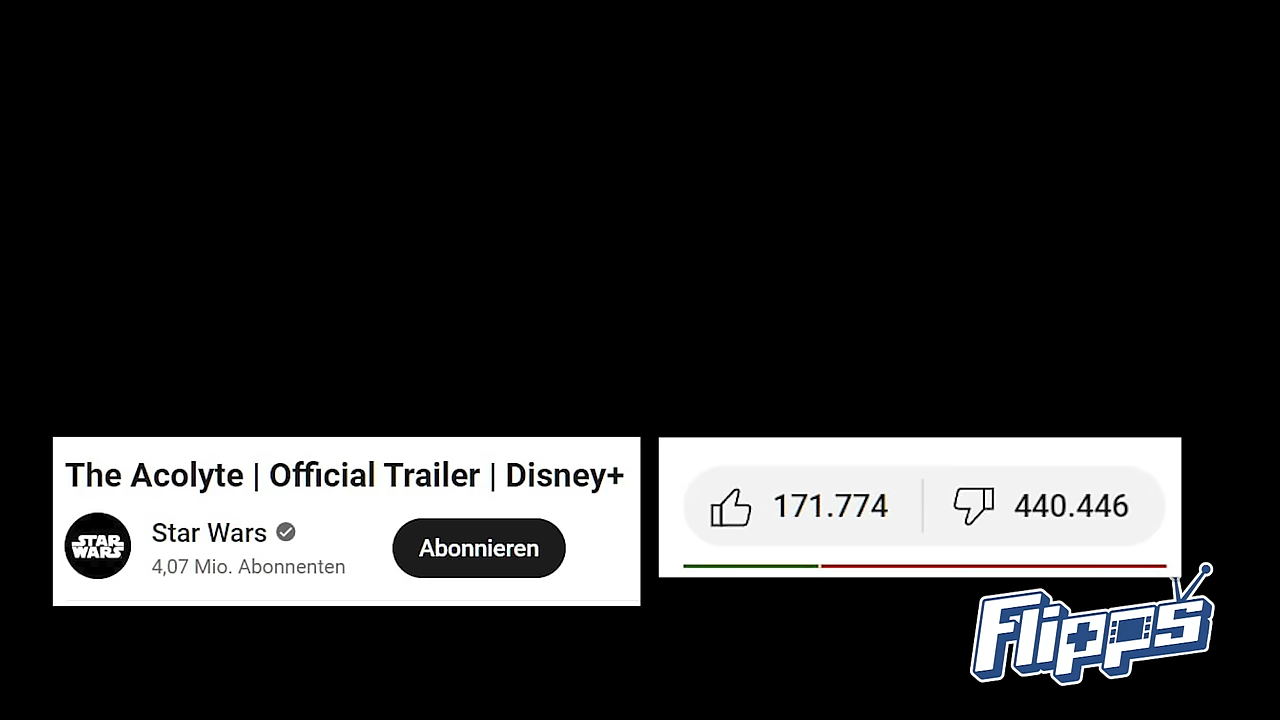 The Acolyte | Official Trailer | Disney+
STAR WARS
Star Wars
4,07 Mio. Abonnenten
Abonnieren
171.774
440.446
Flipps